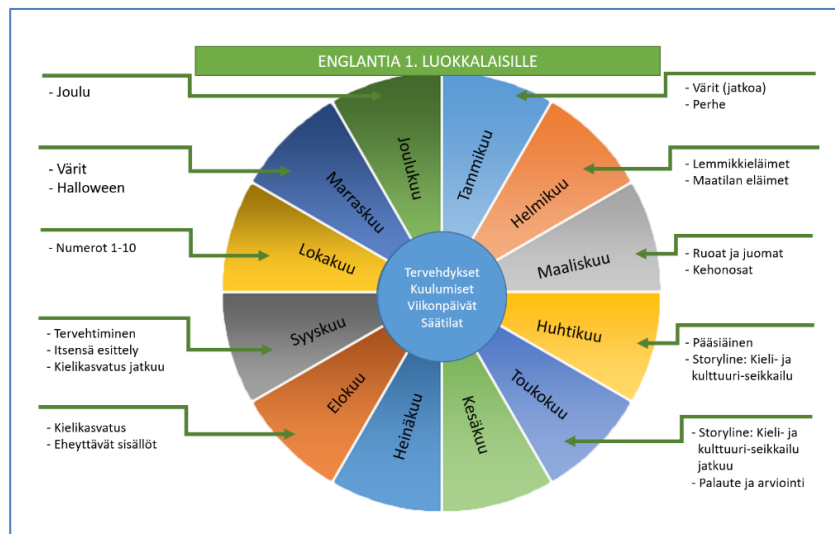 ENGLANTIA 1. LUOKKALAISILLE
- Joulu
- Värit
- Halloween
- Numerot 1-10
- Tervehtiminen
- Itsensä esittely
- Kielikasvatus jatkuu
- Kielikasvatus
- Eheyttävät sisällöt
Tammikuu
Helmikuu
Maaliskuu
Huhtikuu
Toukokuu
Kesäkuu
Heinäkuu
Elokuu
Syyskuu
Lokakuu
Marraskuu
Joulukuu
Tervehdykset
Kuulumiset
Viikonpäivät
Säätilat
- Värit (jatkoa)
- Perhe
- Lemmikkieläimet
- Maatilan eläimet
- Ruoat ja juomat
- Kehonosat
- Pääsiäinen
- Storyline: Kieli- ja
kulttuuri-seikkailu
- Storyline: Kieli- ja
kulttuuri-seikkailu
jatkuu
- Palaute ja arviointi